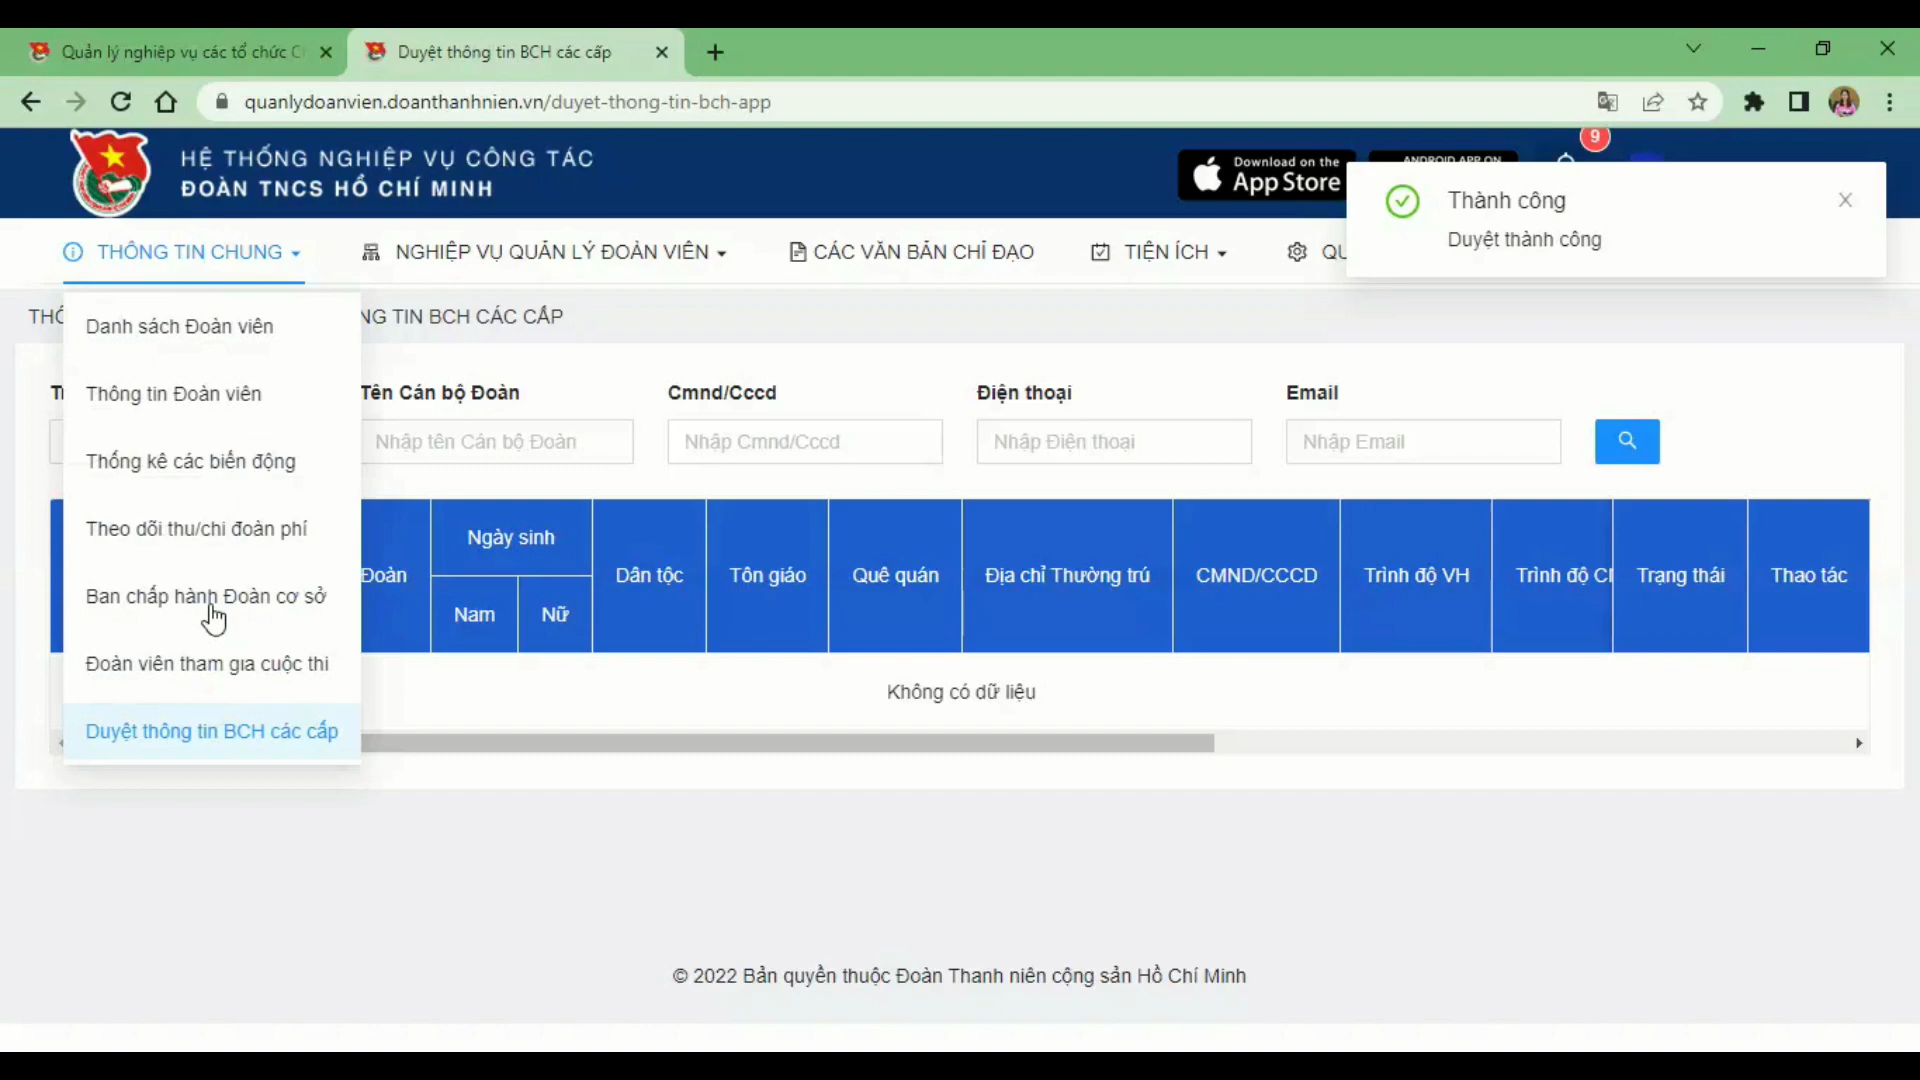 Quản lý nghiệp vụ các tổ chức
Duyệt thông tin BCH các cấp
quanlydoanvien.doanthanhnien.vn/duyet-thong-tin-bch-app
HỆ THỐNG NGHIỆP VỤ CÔNG TÁC
ĐOÀN TNCS HỒ CHÍ MINH
Download on the
App Store
ANDROID APP ON
9
Thành công
Duyệt thành công
THÔNG TIN CHUNG
NGHIỆP VỤ QUẢN LÝ ĐOÀN VIÊN
CÁC VĂN BẢN CHỈ ĐẠO
TIỆN ÍCH
TIN BCH CÁC CẤP
Danh sách Đoàn viên
Thông tin Đoàn viên
Thống kê các biến động
Theo dõi thu/chi đoàn phí
Ban chấp hành Đoàn cơ sở
Đoàn viên tham gia cuộc thi
Duyệt thông tin BCH các cấp
Tên Cán bộ Đoàn
Cmnd/Cccd
Điện thoại
Email
Nhập tên Cán bộ Đoàn
Nhập Cmnd/Cccd
Nhập Điện thoại
Nhập Email
Đoàn
Ngày sinh
Nam
Nữ
Dân tộc
Tôn giáo
Quê quán
Địa chỉ Thường trú
CMND/CCCD
Trình độ VH
Trình độ
Trạng thái
Thao tác
Không có dữ liệu
© 2022 Bản quyền thuộc Đoàn Thanh niên cộng sản Hồ Chí Minh